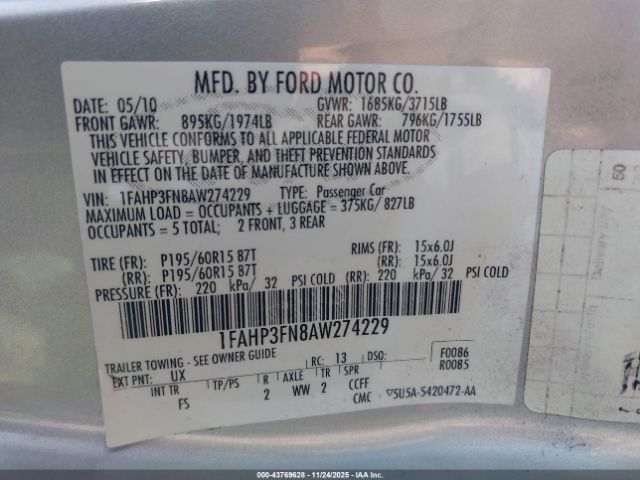 MFD. BY FORD MOTOR CO.
DATE: 05/10 GVWR: 1685KG/3715LB
FRONT GAWR: 895KG/1974LB REAR GAWR: 796KG/1755LB
THIS VEHICLE CONFORMS TO ALL APPLICABLE FEDERAL MOTOR
VEHICLE SAFETY, BUMPER, AND THEFT PREVENTION STANDARDS
IN EFFECT ON THE DATE OF MANUFACTURE SHOWN ABOVE.
VIN: 1FAHP3FN8AW274229 TYPE: Passenger Car
MAXIMUM LOAD = OCCUPANTS + LUGGAGE = 375KG/ 827LB
OCCUPANTS = 5 TOTAL; 2 FRONT, 3 REAR
TIRE (FR): P195/60R15 87T RIMS (FR): 15x6.0J
(RR): P195/60R15 87T (RR): 15x6.0J
PRESSURE (FR): 220 kPa/ 32 PSI COLD (RR): 220 kPa/ 32 PSI COLD
1FAHP3FN8AW274229
TRAILER TOWING - SEE OWNER GUIDE
EXT PNT: UX RC: 13 DSO: F0086
R0085
INT TR TP/PS R AXLE TR SPR
FS 2 WW 2 CCFF
CMC ▽5U5A-5420472-AA
50
000-43769628 - 11/24/2025 - IAA, Inc.